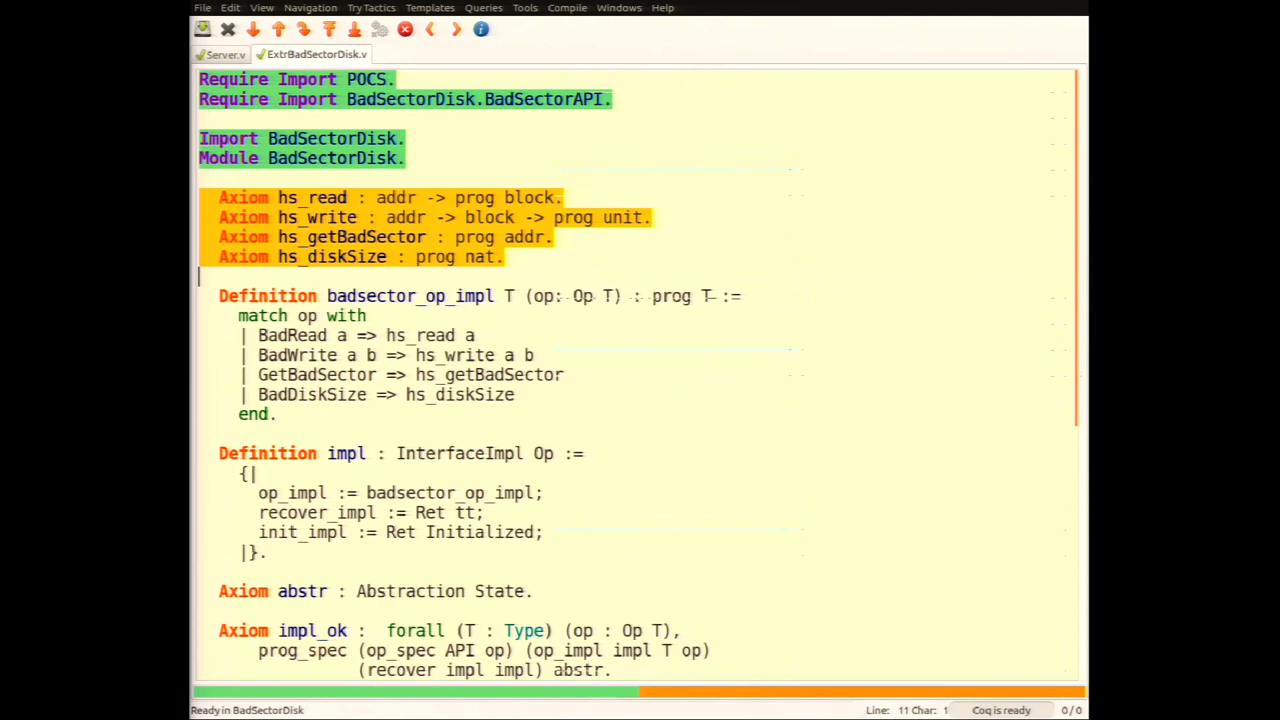 File Edit View Navigation Try Tactics Templates Queries Tools Compile Windows Help
Server.v ExtrBadSectorDisk.v
Require Import POCS.
Require Import BadSectorDisk.BadSectorAPI.
Import BadSectorDisk.
Module BadSectorDisk.
Axiom hs_read : addr -> prog block.
Axiom hs_write : addr -> block -> prog unit.
Axiom hs_getBadSector : prog addr.
Axiom hs_diskSize : prog nat.
Definition badsector_op_impl T (op: Op T) : prog T :=
match op with
| BadRead a => hs_read a
| BadWrite a b => hs_write a b
| GetBadSector => hs_getBadSector
| BadDiskSize => hs_diskSize
end.
Definition impl : InterfaceImpl Op :=
{|
op_impl := badsector_op_impl;
recover_impl := Ret tt;
init_impl := Ret Initialized;
|}.
Axiom abstr : Abstraction State.
Axiom impl_ok : forall (T : Type) (op : Op T),
prog_spec (op_spec API op) (op_impl impl T op)
(recover impl impl) abstr.
Ready in BadSectorDisk Line: 11 Char: 1 Coq is ready 0 / 0